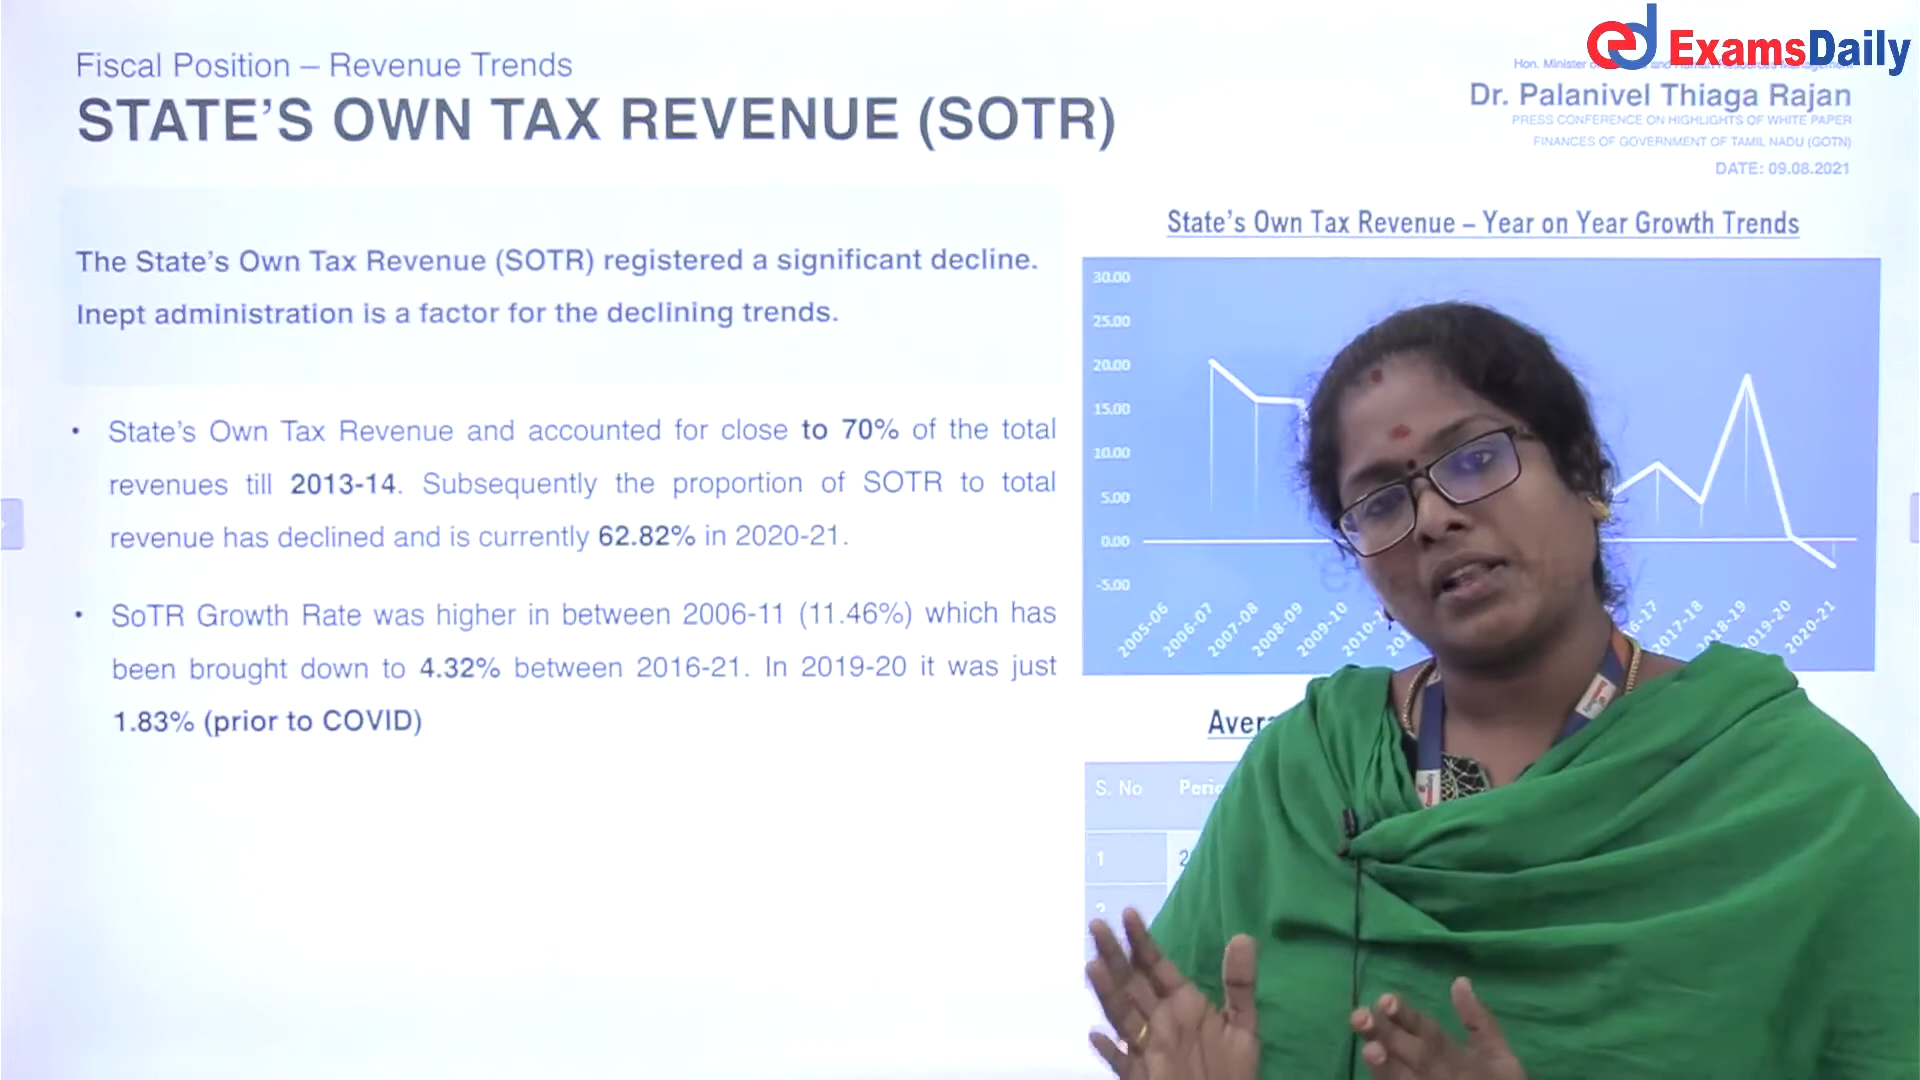 ExamsDaily
Fiscal Position – Revenue Trends
STATE'S OWN TAX REVENUE (SOTR)
Hon. Minister
Dr. Palanivel Thiaga Rajan
PRESS CONFERENCE ON HIGHLIGHTS OF WHITE PAPER
FINANCES OF GOVERNMENT OF TAMIL NADU (GOTN)
DATE: 09.08.2021
The State's Own Tax Revenue (SOTR) registered a significant decline.
Inept administration is a factor for the declining trends.
• State's Own Tax Revenue and accounted for close to 70% of the total
revenues till 2013-14. Subsequently the proportion of SOTR to total
revenue has declined and is currently 62.82% in 2020-21.
• SoTR Growth Rate was higher in between 2006-11 (11.46%) which has
been brought down to 4.32% between 2016-21. In 2019-20 it was just
1.83% (prior to COVID)
State's Own Tax Revenue – Year on Year Growth Trends
30.00
25.00
20.00
15.00
10.00
5.00
0.00
-5.00
2005-06
2006-07
2007-08
2008-09
2009-10
2017-18
2020-21
S. No
1
2